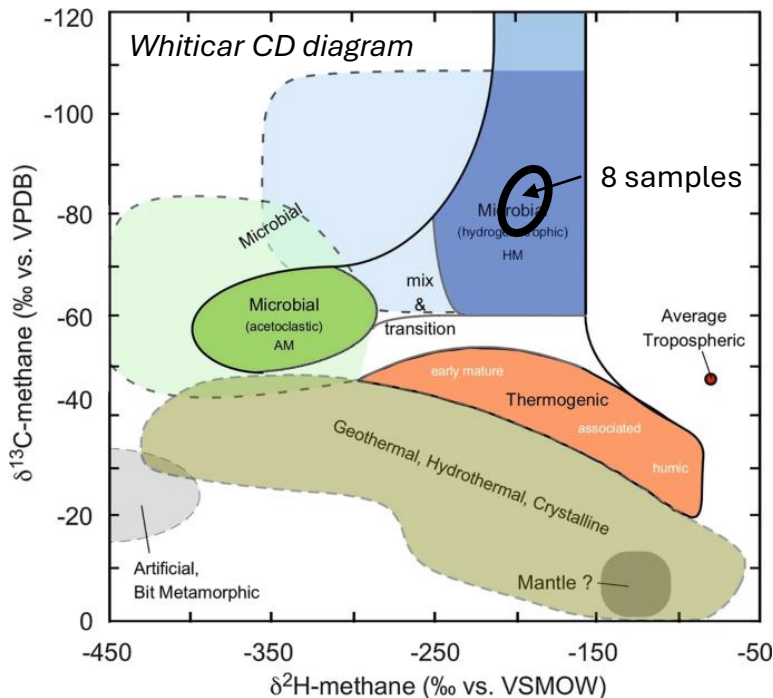 Whiticar CD diagram
-120
-100
-80
-60
-40
-20
0
δ¹³C-methane (‰ vs. VPDB)
8 samples
Microbial
(hydrogenotrophic)
HM
Microbial
mix
&
transition
Microbial
(acetoclastic)
AM
Average
Tropospheric
early mature
Thermogenic
associated
humic
Geothermal, Hydrothermal, Crystalline
Artificial,
Bit Metamorphic
Mantle ?
-450
-350
-250
-150
-50
δ²H-methane (‰ vs. VSMOW)